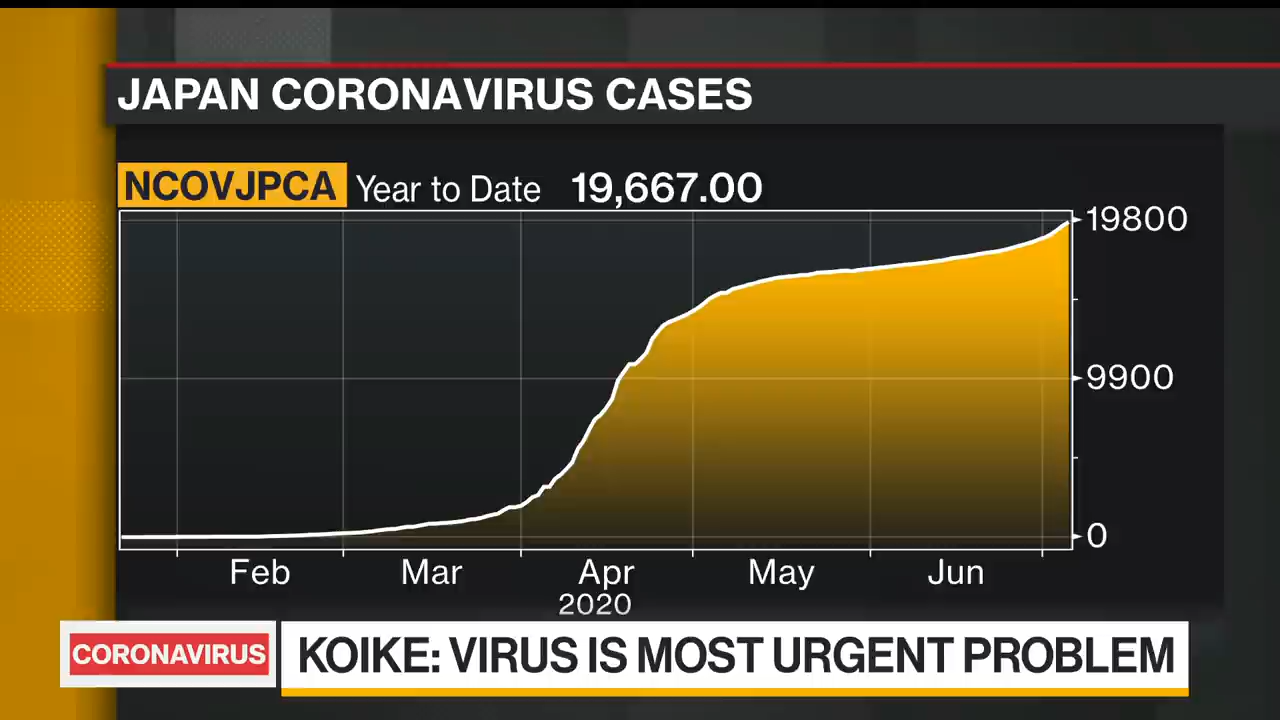 JAPAN CORONAVIRUS CASES
NCOVJPCA Year to Date 19,667.00
19800
9900
0
Feb Mar Apr May Jun
2020
CORONAVIRUS KOIKE: VIRUS IS MOST URGENT PROBLEM